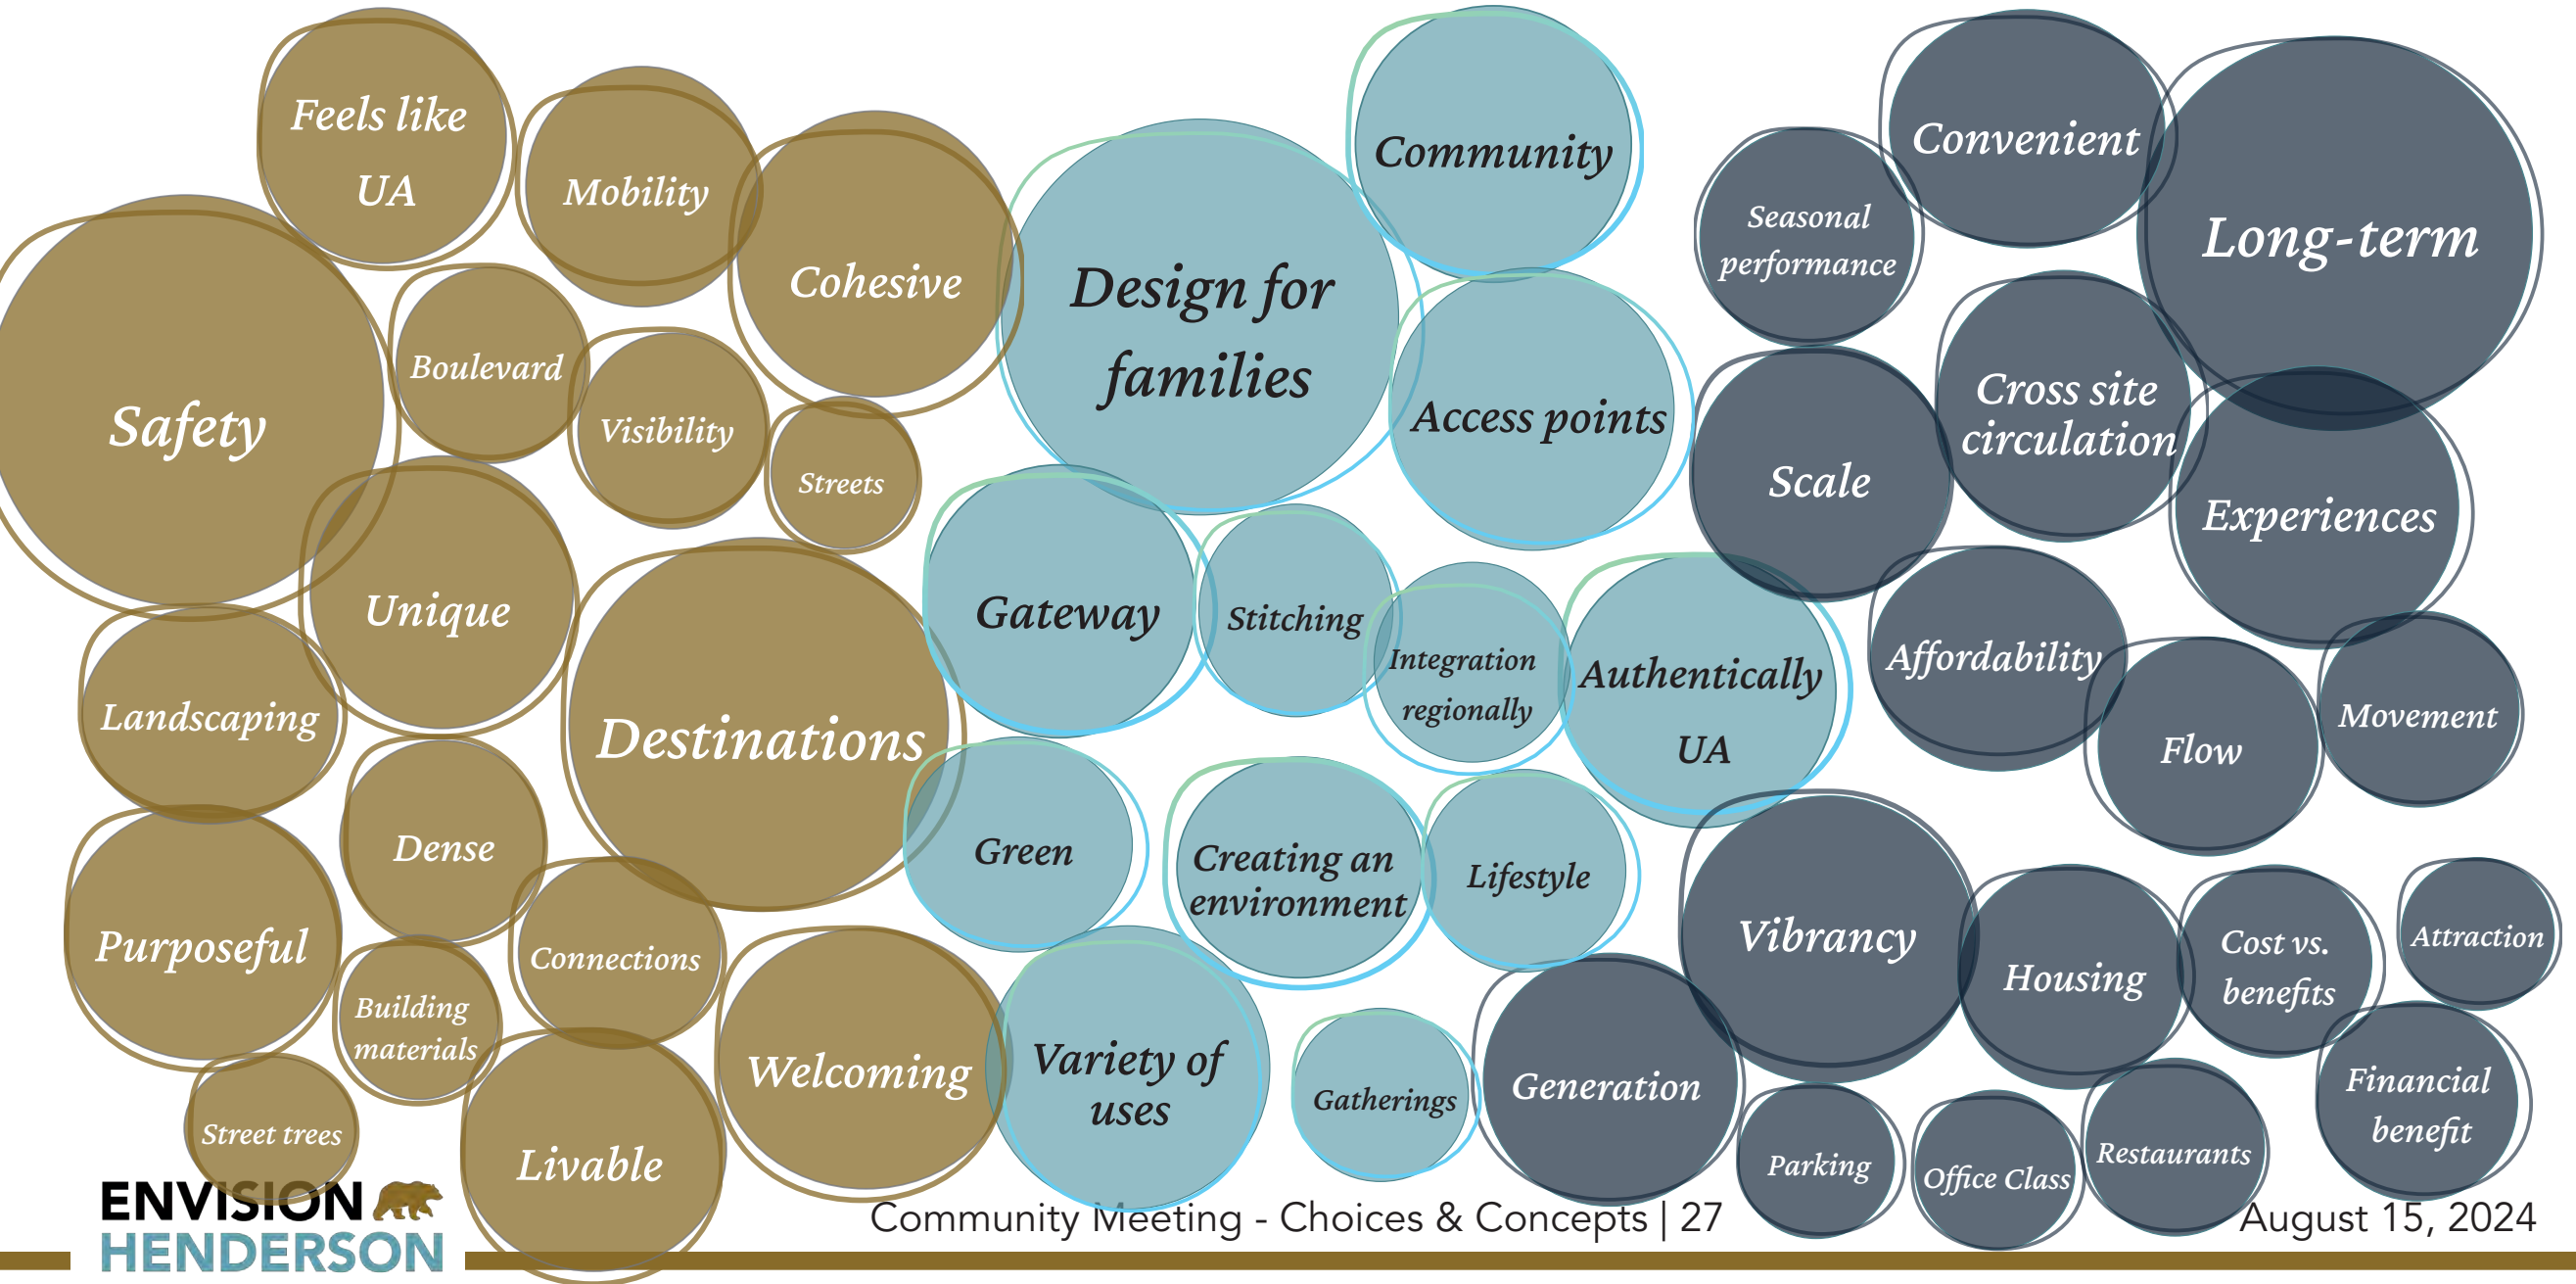 Feels like
UA
Mobility
Cohesive
Safety
Boulevard
Visibility
Streets
Unique
Landscaping
Destinations
Dense
Purposeful
Connections
Building
materials
Street trees
Livable
Welcoming
Community
Design for
families
Access points
Gateway
Stitching
Integration
regionally
Authentically
UA
Green
Creating an
environment
Lifestyle
Variety of
uses
Gatherings
Convenient
Seasonal
performance
Long-term
Cross site
circulation
Scale
Experiences
Affordability
Flow
Movement
Vibrancy
Housing
Cost vs.
benefits
Attraction
Generation
Financial
benefit
Parking
Office Class
Restaurants
ENVISION
HENDERSON
Community Meeting - Choices & Concepts | 27
August 15, 2024